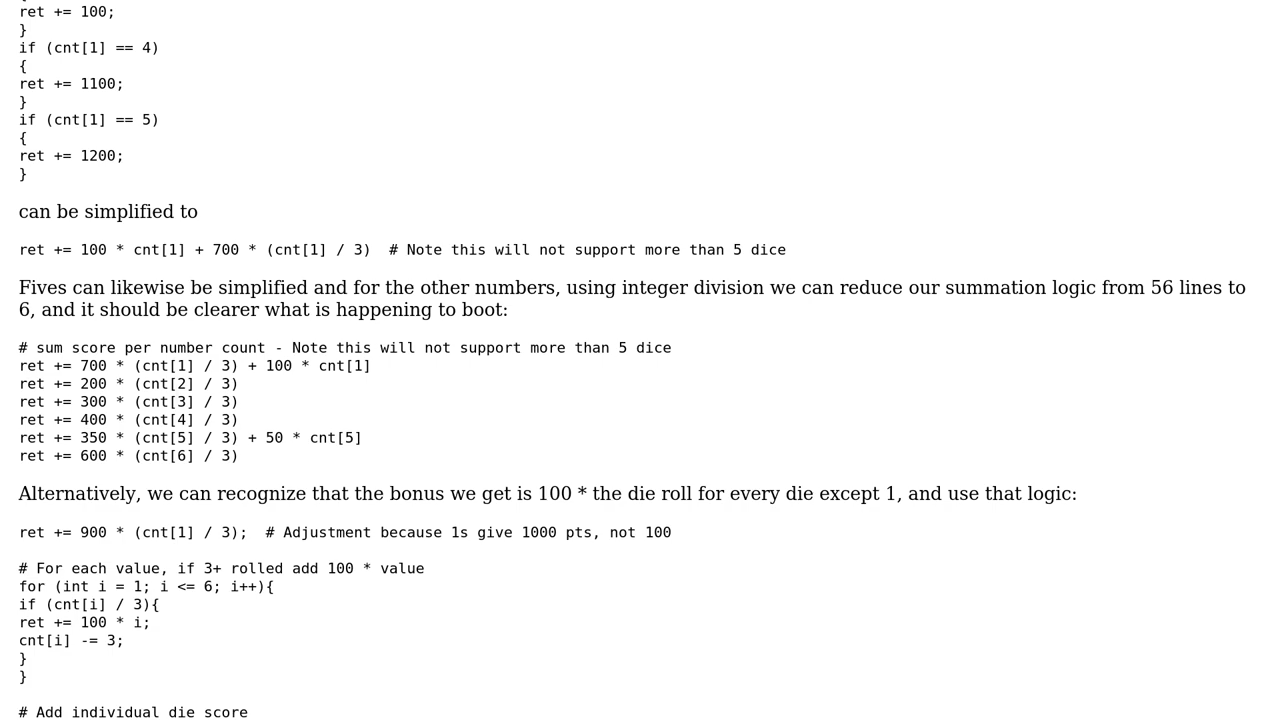 ret += 100;
}
if (cnt[1] == 4)
{
ret += 1100;
}
if (cnt[1] == 5)
{
ret += 1200;
}
can be simplified to
ret += 100 * cnt[1] + 700 * (cnt[1] / 3)  # Note this will not support more than 5 dice
Fives can likewise be simplified and for the other numbers, using integer division we can reduce our summation logic from 56 lines to
6, and it should be clearer what is happening to boot:
# sum score per number count - Note this will not support more than 5 dice
ret += 700 * (cnt[1] / 3) + 100 * cnt[1]
ret += 200 * (cnt[2] / 3)
ret += 300 * (cnt[3] / 3)
ret += 400 * (cnt[4] / 3)
ret += 350 * (cnt[5] / 3) + 50 * cnt[5]
ret += 600 * (cnt[6] / 3)
Alternatively, we can recognize that the bonus we get is 100 * the die roll for every die except 1, and use that logic:
ret += 900 * (cnt[1] / 3);  # Adjustment because 1s give 1000 pts, not 100
# For each value, if 3+ rolled add 100 * value
for (int i = 1; i <= 6; i++){
if (cnt[i] / 3){
ret += 100 * i;
cnt[i] -= 3;
}
}
# Add individual die score